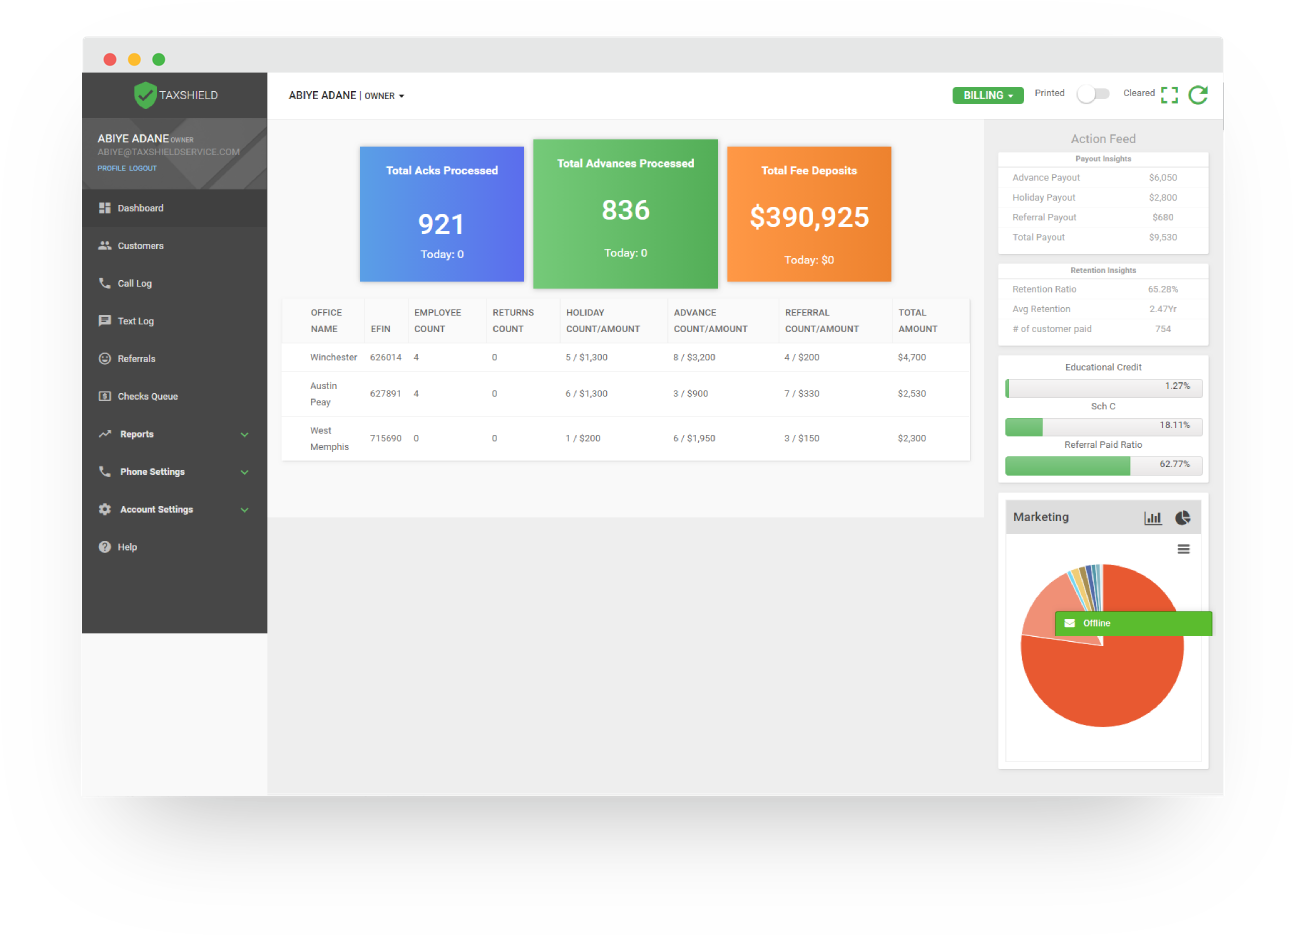 TAXSHIELD
ABIYE ADANE OWNER
ABIYE@TAXSHIELDSERVICE.COM
PROFILE LOGOUT
Dashboard
Customers
Call Log
Text Log
Referrals
Checks Queue
Reports
Phone Settings
Account Settings
Help
ABIYE ADANE | OWNER
BILLING
Printed
Cleared
Total Acks Processed
921
Today: 0
Total Advances Processed
836
Today: 0
Total Fee Deposits
$390,925
Today: $0
OFFICE NAME EFIN EMPLOYEE COUNT RETURNS COUNT HOLIDAY COUNT/AMOUNT ADVANCE COUNT/AMOUNT REFERRAL COUNT/AMOUNT TOTAL AMOUNT
Winchester 626014 4 0 5 / $1,300 8 / $3,200 4 / $200 $4,700
Austin Peay 627891 4 0 6 / $1,300 3 / $900 7 / $330 $2,530
West Memphis 715690 0 0 1 / $200 6 / $1,950 3 / $150 $2,300
Action Feed
Payout Insights
Advance Payout $6,050
Holiday Payout $2,800
Referral Payout $680
Total Payout $9,530
Retention Insights
Retention Ratio 65.28%
Avg Retention 2.47Yr
# of customer paid 754
Educational Credit
1.27%
Sch C
18.11%
Referral Paid Ratio
62.77%
Marketing
Offline